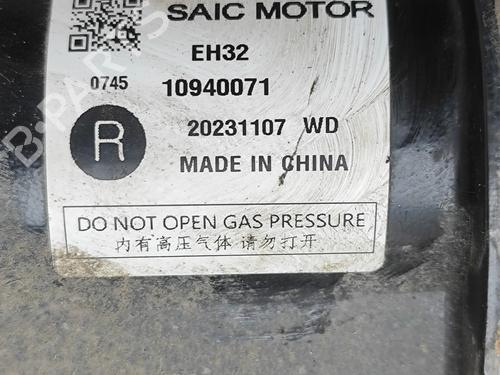 SAIC MOTOR
EH32
0745 10940071
R
20231107 WD
MADE IN CHINA
DO NOT OPEN GAS PRESSURE
内有高压气体 请勿打开